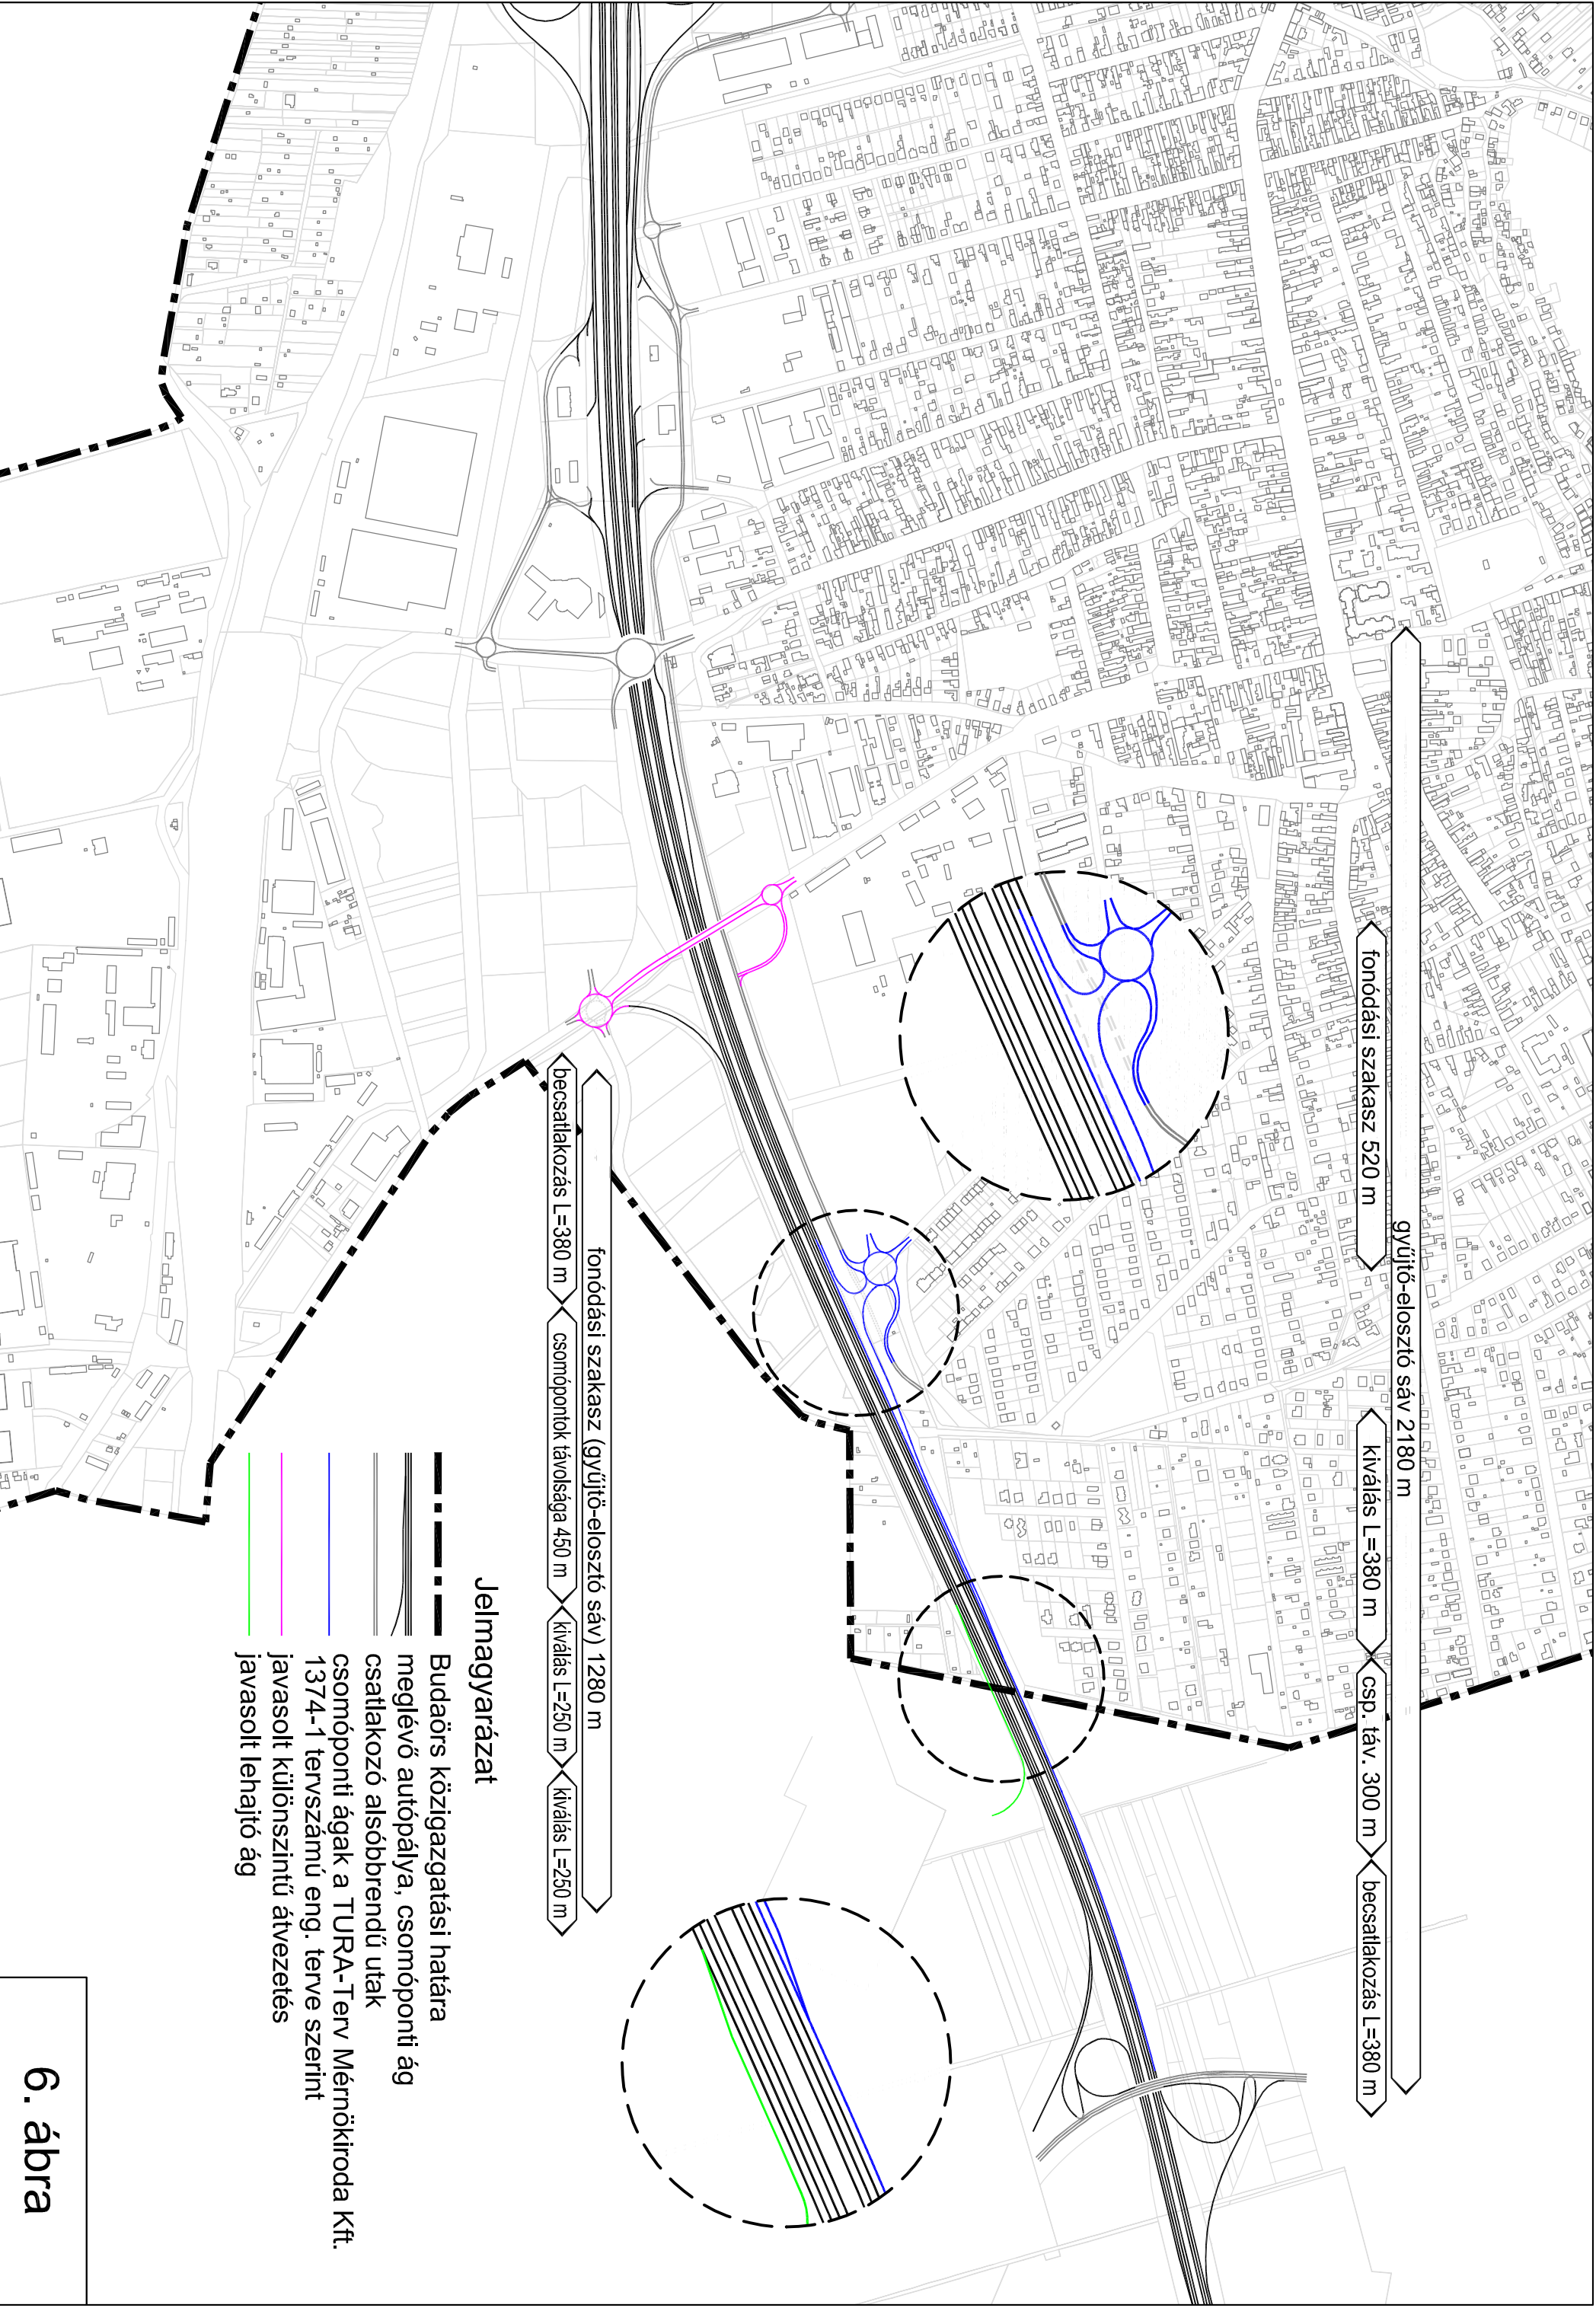 gyűjtő-elosztó sáv 2180 m
fonódási szakasz 520 m
kiválás L=380 m
csp. táv. 300 m
becsatlakozás L=380 m
fonódási szakasz (gyűjtő-elosztó sáv) 1280 m
becsatlakozás L=380 m
csomópontok távolsága 450 m
kiválás L=250 m
kiválás L=250 m
Jelmagyarázat
Budaörs közigazgatási határa
meglévő autópálya, csomóponti ág
csatlakozó alsóbbrendű utak
csomóponti ágak a TURA-Terv Mérnökiroda Kft.
1374-1 tervszámú eng. terve szerint
javasolt különszintű átvezetés
javasolt lehajtó ág
6. ábra